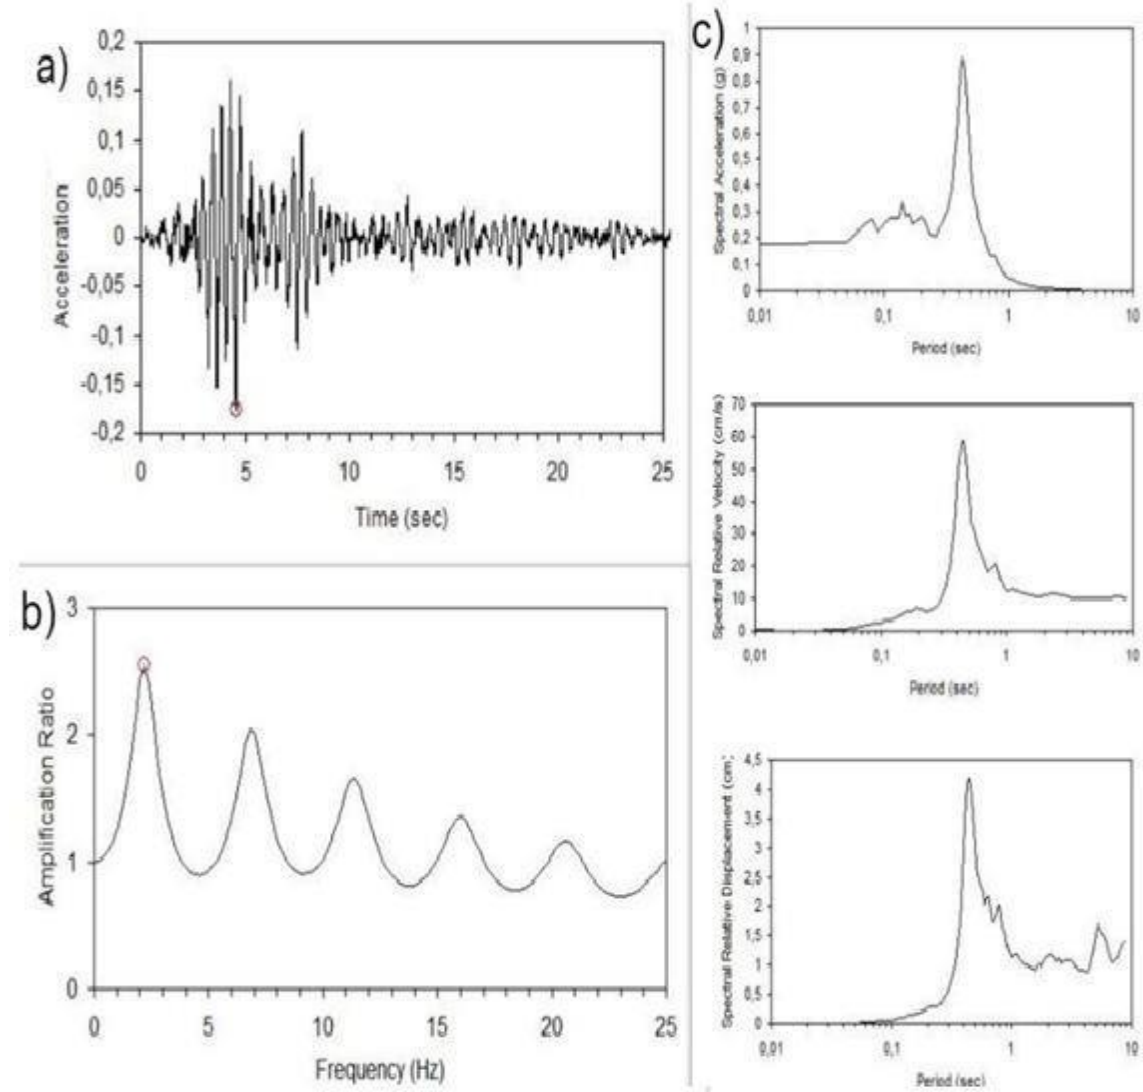 a)
Acceleration
0,2
0,15
0,1
0,05
0
-0,05
-0,1
-0,15
-0,2
0 5 10 15 20 25
Time (sec)
b)
Amplification Ratio
3
2
1
0
0 5 10 15 20 25
Frequency (Hz)
c)
Spectral Acceleration (g)
1
0,9
0,8
0,7
0,6
0,5
0,4
0,3
0,2
0,1
0
0,01 0,1 1 10
Period (sec)
Spectral Relative Velocity (cm/s)
70
60
50
40
30
20
10
0
0,01 0,1 1 10
Period (sec)
Spectral Relative Displacement (cm)
4,5
4
3,5
3
2,5
2
1,5
1
0,5
0
0,01 0,1 1 10
Period (sec)